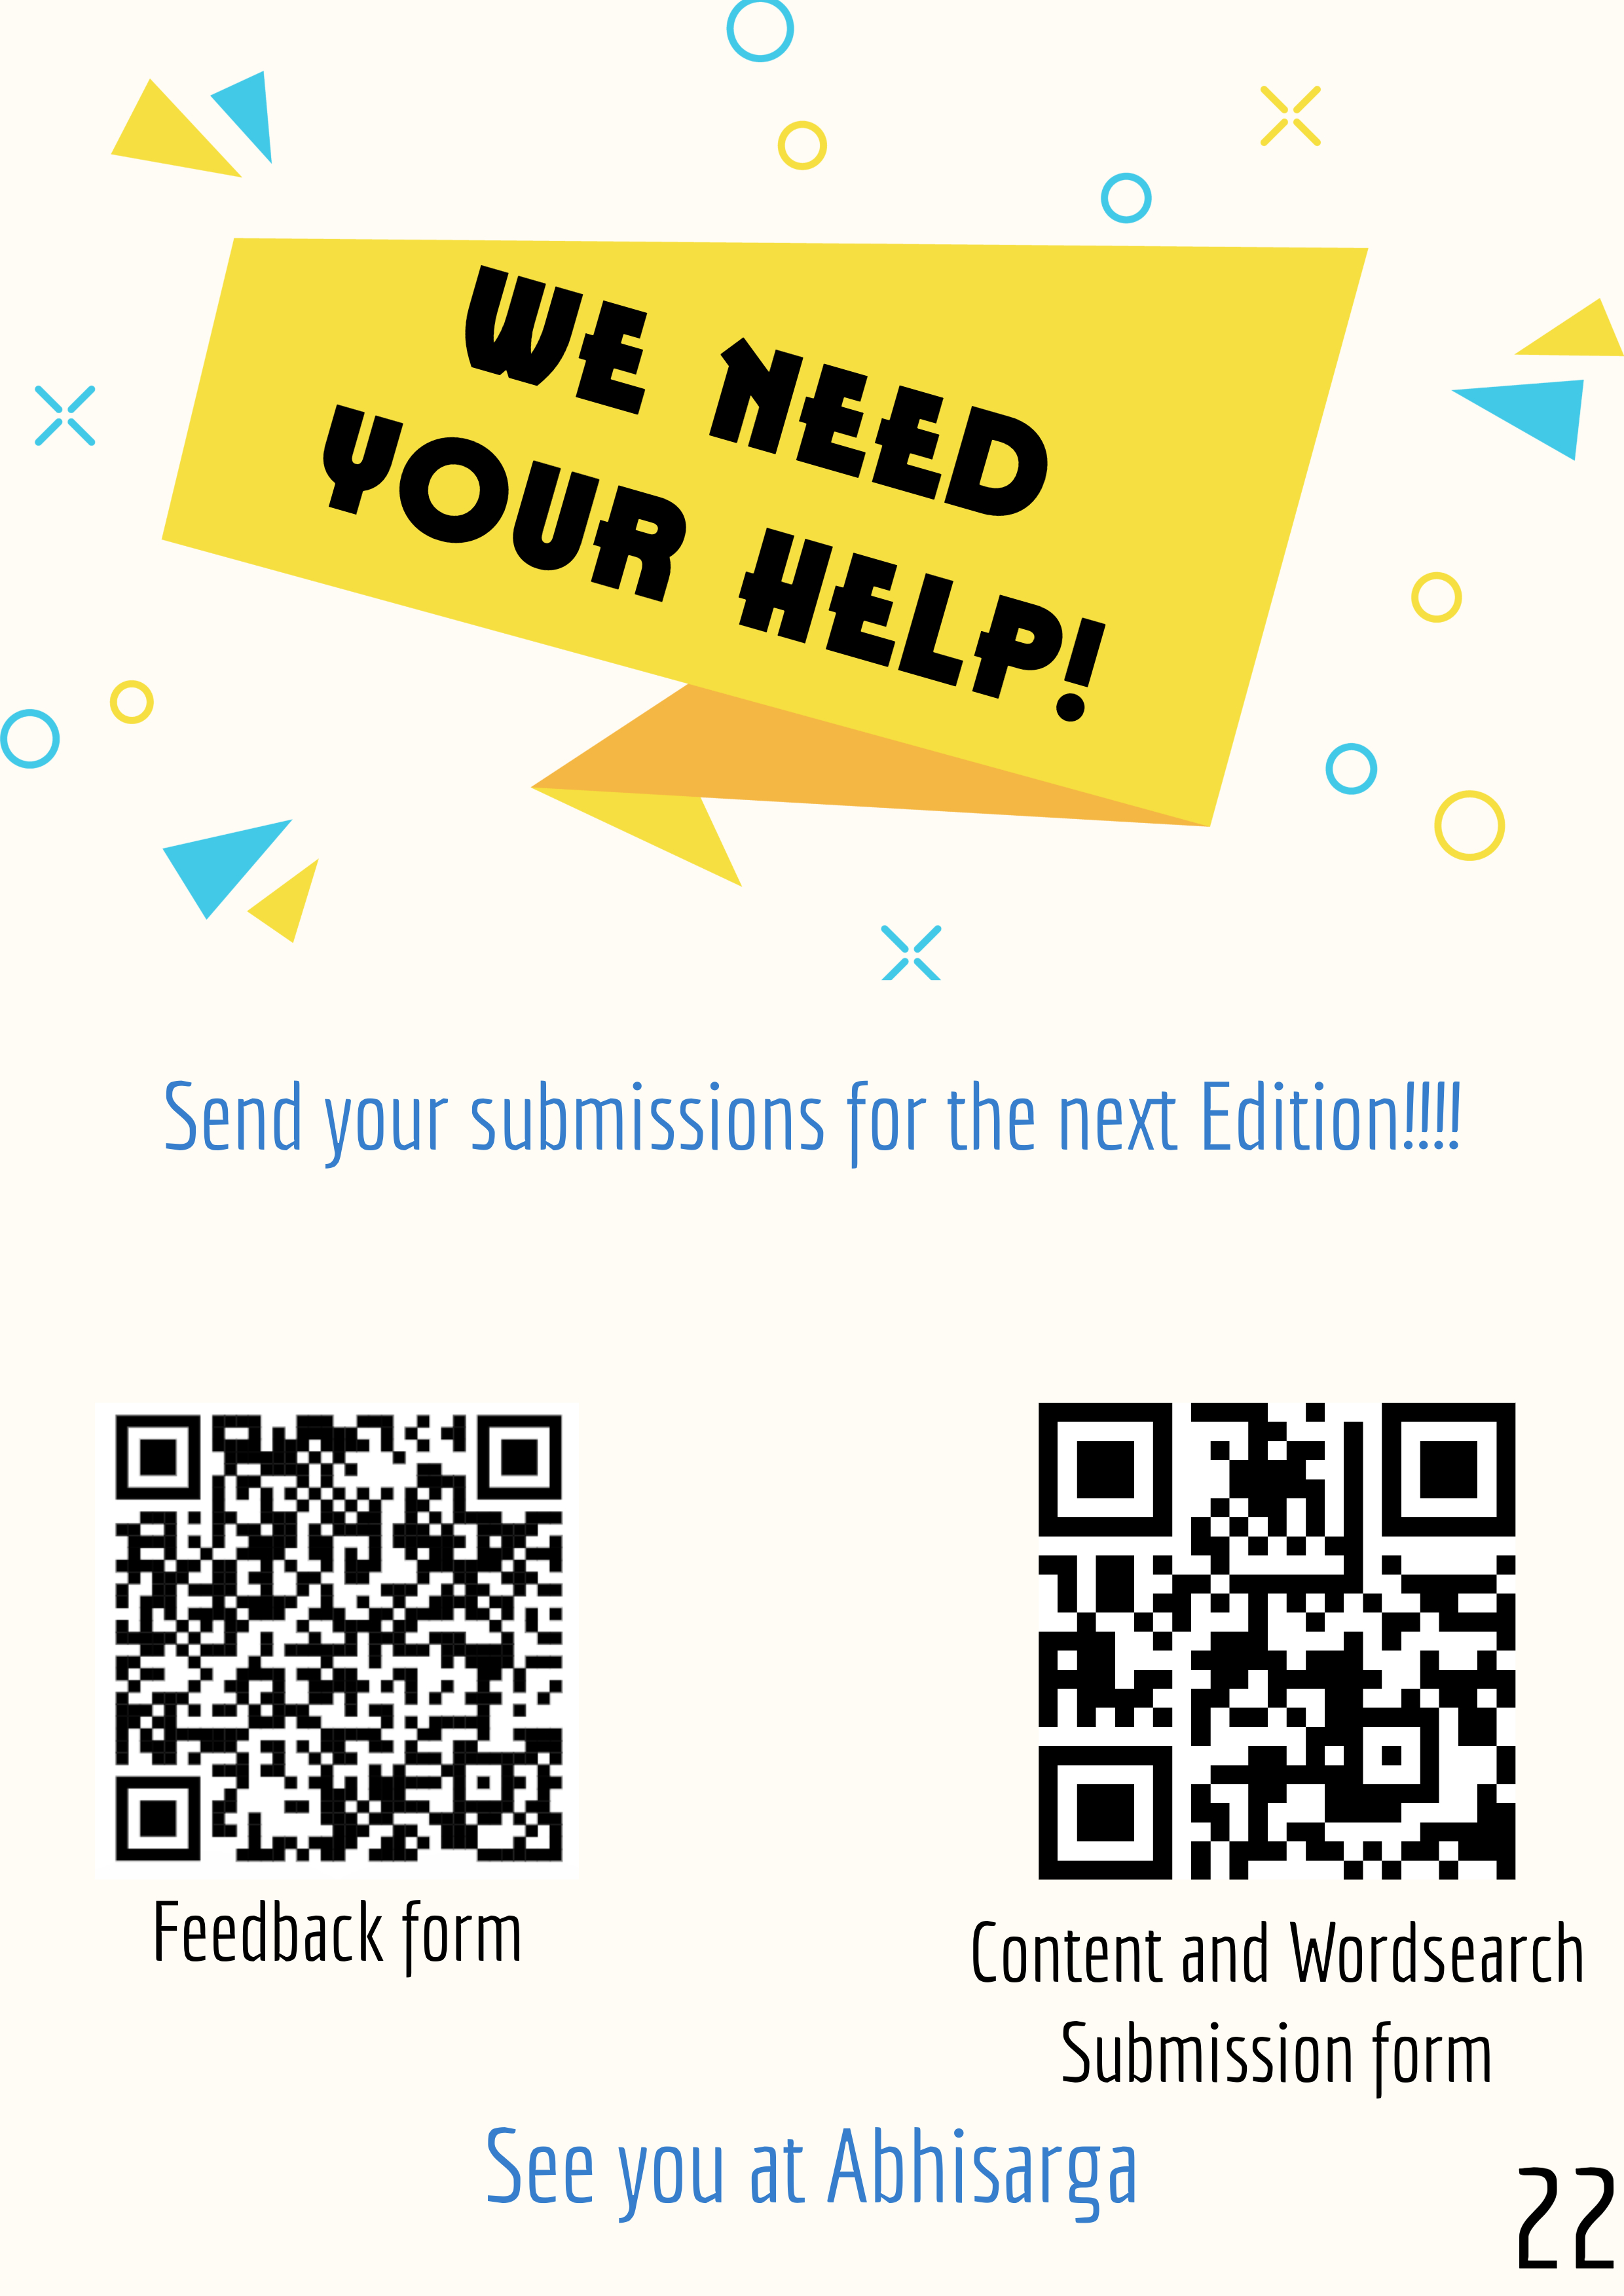 WE NEED
YOUR HELP!
Send your submissions for the next Edition!!!!
Feedback form
Content and Wordsearch
Submission form
See you at Abhisarga
22